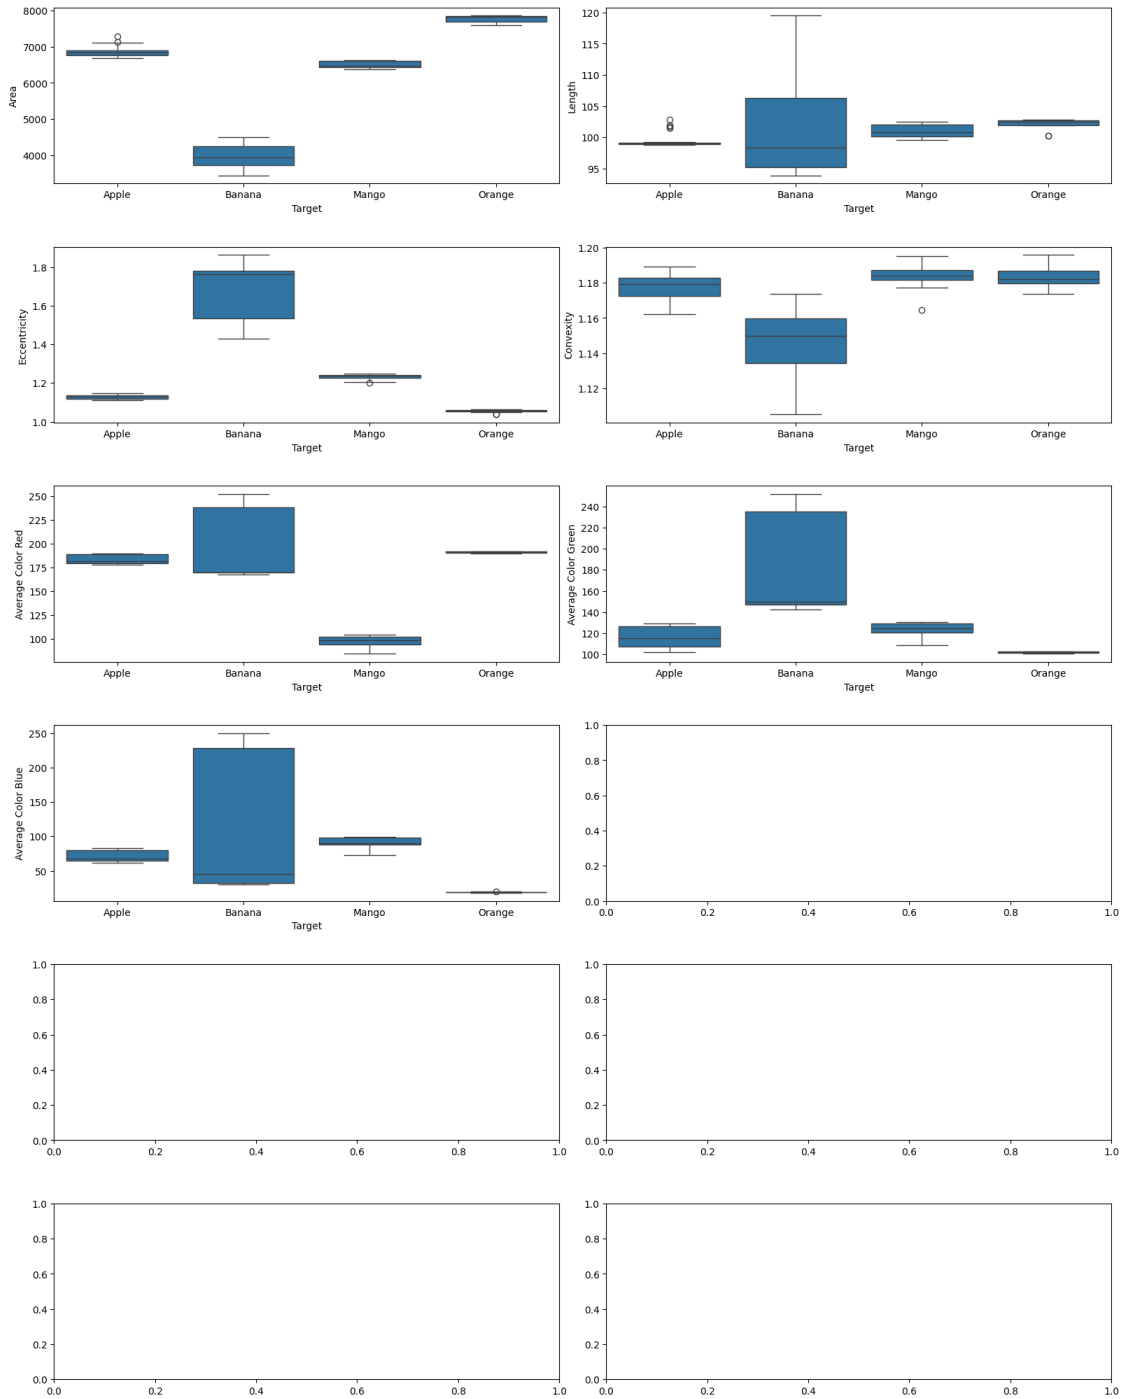 8000
7000
6000
5000
4000
Area
Apple Banana Mango Orange
Target
120
115
110
105
100
95
Length
Apple Banana Mango Orange
Target
1.8
1.6
1.4
1.2
1.0
Eccentricity
Apple Banana Mango Orange
Target
1.20
1.18
1.16
1.14
1.12
Convexity
Apple Banana Mango Orange
Target
250
225
200
175
150
125
100
Average Color Red
Apple Banana Mango Orange
Target
240
220
200
180
160
140
120
100
Average Color Green
Apple Banana Mango Orange
Target
250
200
150
100
50
Average Color Blue
Apple Banana Mango Orange
Target
1.0
0.8
0.6
0.4
0.2
0.0
0.0 0.2 0.4 0.6 0.8 1.0
1.0
0.8
0.6
0.4
0.2
0.0
0.0 0.2 0.4 0.6 0.8 1.0
1.0
0.8
0.6
0.4
0.2
0.0
0.0 0.2 0.4 0.6 0.8 1.0
1.0
0.8
0.6
0.4
0.2
0.0
0.0 0.2 0.4 0.6 0.8 1.0
1.0
0.8
0.6
0.4
0.2
0.0
0.0 0.2 0.4 0.6 0.8 1.0